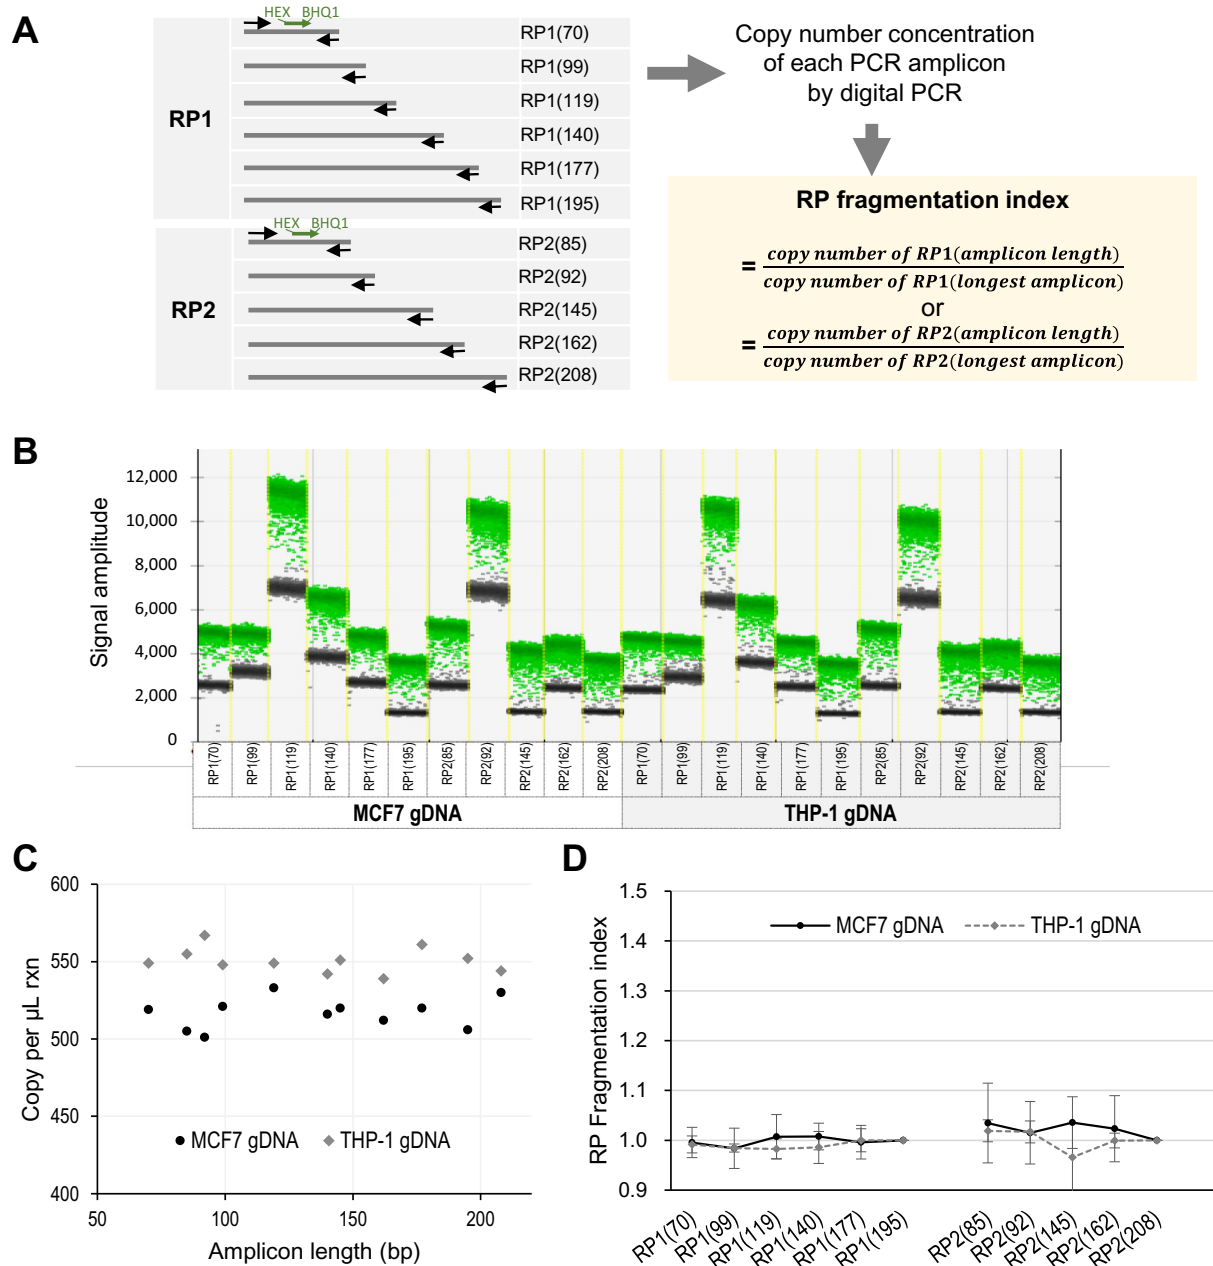 A
HEX BHQ1
RP1
RP1(70)
RP1(99)
RP1(119)
RP1(140)
RP1(177)
RP1(195)
HEX BHQ1
RP2
RP2(85)
RP2(92)
RP2(145)
RP2(162)
RP2(208)
Copy number concentration
of each PCR amplicon
by digital PCR
RP fragmentation index
= copy number of RP1(amplicon length)
copy number of RP1(longest amplicon)
or
= copy number of RP2(amplicon length)
copy number of RP2(longest amplicon)
B
Signal amplitude
12,000
10,000
8,000
6,000
4,000
2,000
0
RP1(70) RP1(99) RP1(119) RP1(140) RP1(177) RP1(195) RP2(85) RP2(92) RP2(145) RP2(162) RP2(208) RP1(70) RP1(99) RP1(119) RP1(140) RP1(177) RP1(195) RP2(85) RP2(92) RP2(145) RP2(162) RP2(208)
MCF7 gDNA THP-1 gDNA
C
Copy per µL rxn
600
550
500
450
400
MCF7 gDNA THP-1 gDNA
50 100 150 200
Amplicon length (bp)
D
RP Fragmentation index
1.5
1.4
1.3
1.2
1.1
1.0
0.9
MCF7 gDNA THP-1 gDNA
RP1(70) RP1(99) RP1(119) RP1(140) RP1(177) RP1(195) RP2(85) RP2(92) RP2(145) RP2(162) RP2(208)